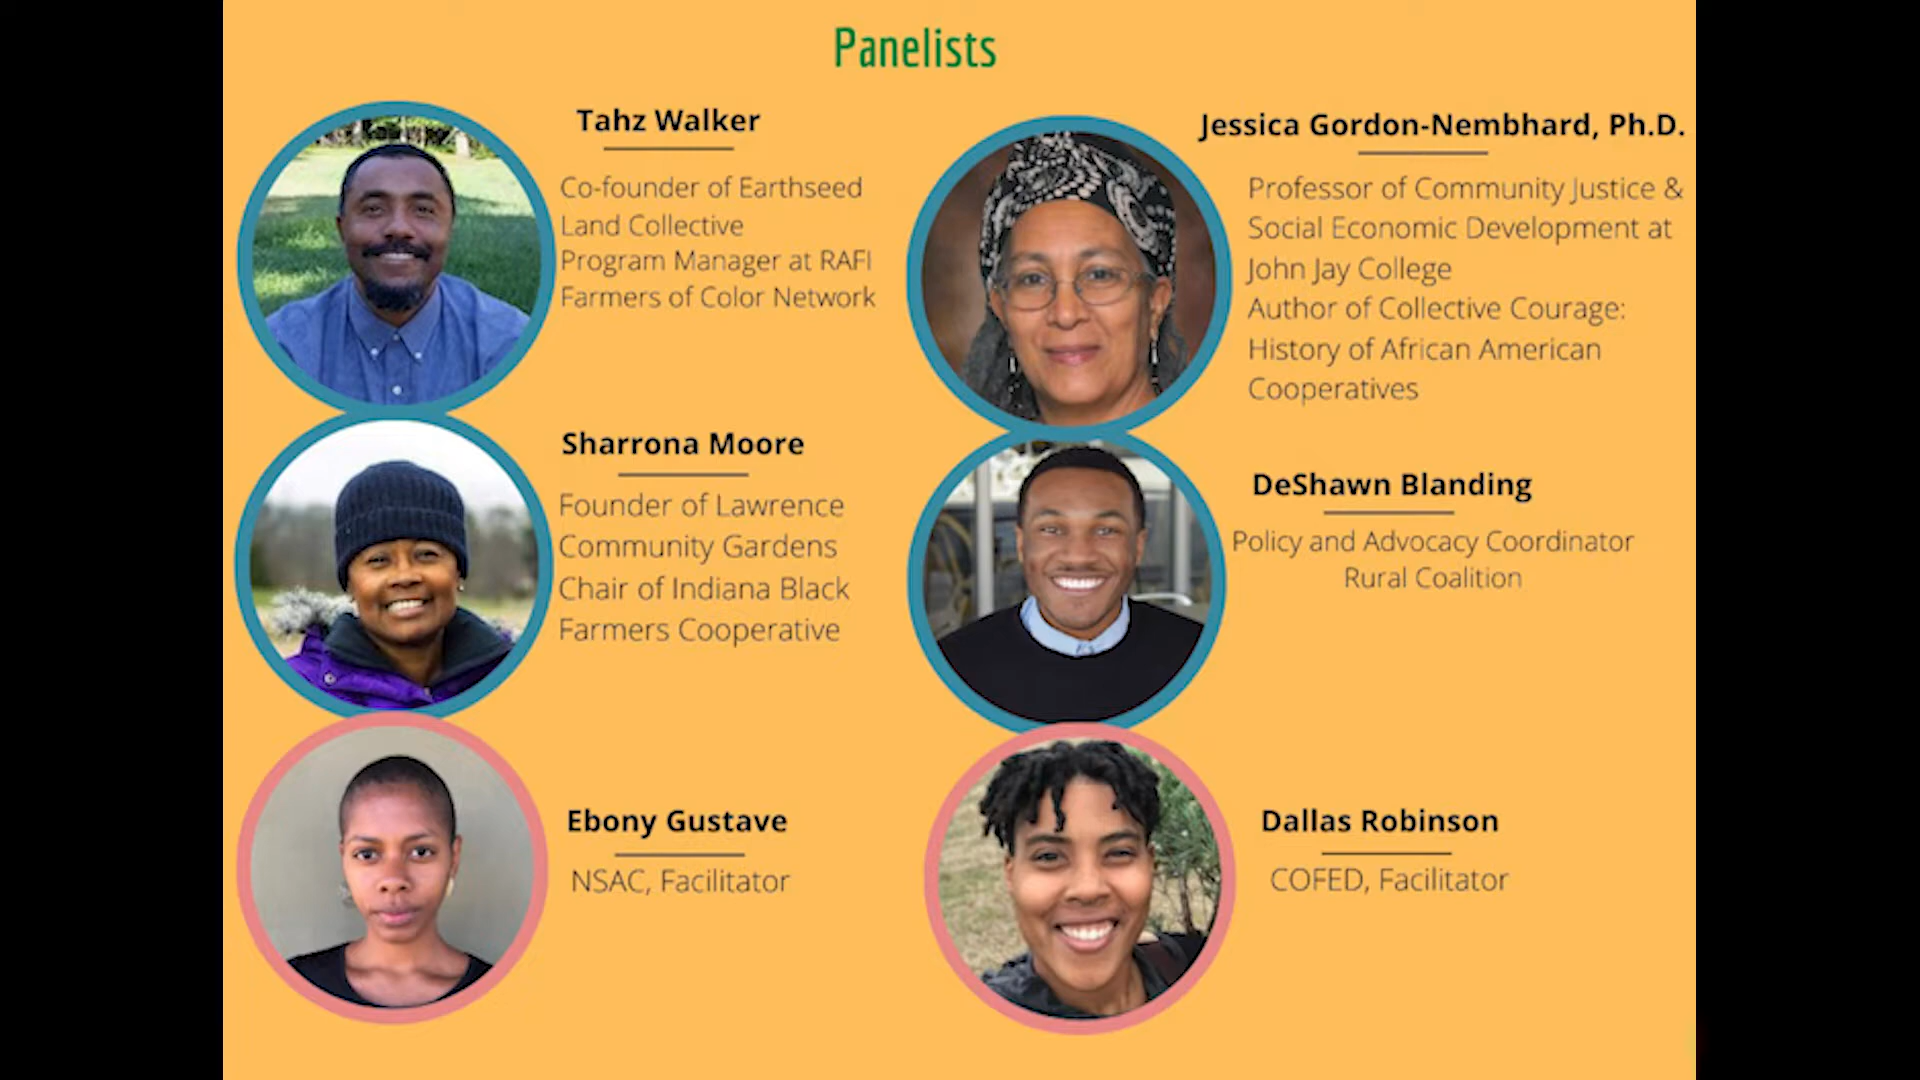 Panelists
Tahz Walker
Co-founder of Earthseed
Land Collective
Program Manager at RAFI
Farmers of Color Network
Jessica Gordon-Nembhard, Ph.D.
Professor of Community Justice &
Social Economic Development at
John Jay College
Author of Collective Courage:
History of African American
Cooperatives
Sharrona Moore
Founder of Lawrence
Community Gardens
Chair of Indiana Black
Farmers Cooperative
DeShawn Blanding
Policy and Advocacy Coordinator
Rural Coalition
Ebony Gustave
NSAC, Facilitator
Dallas Robinson
COFED, Facilitator